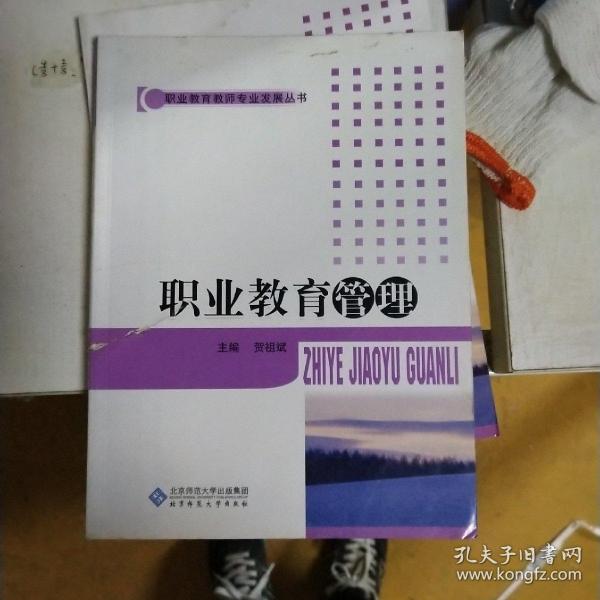 职业教育教师专业发展丛书
职业教育管理
主编 贺祖斌
ZHIYE JIAOYU GUANLI
北京师范大学出版集团
北京师范大学出版社
孔夫子旧书网
www.kongfz.com